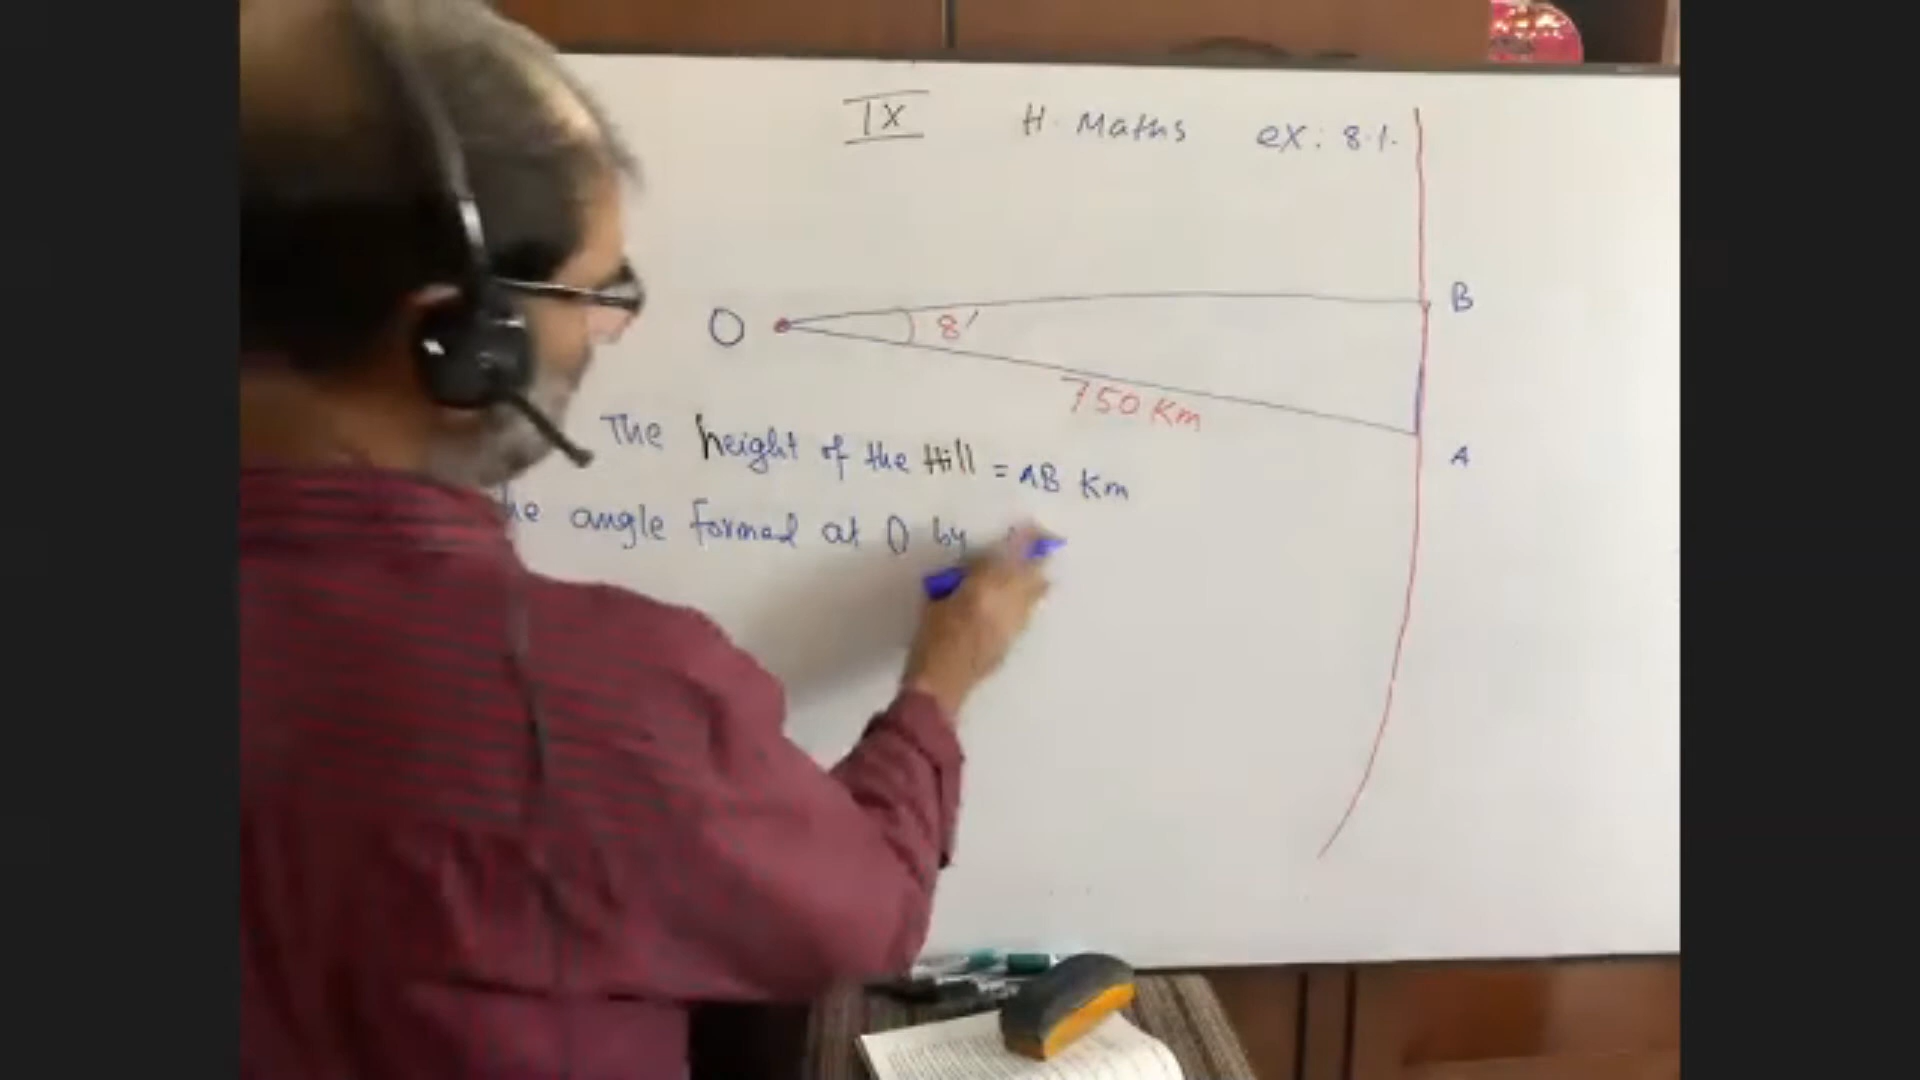 IX H. Maths ex: 8.1.
O
8'
B
750 Km
A
The height of the Hill = AB Km
he angle formed at O by